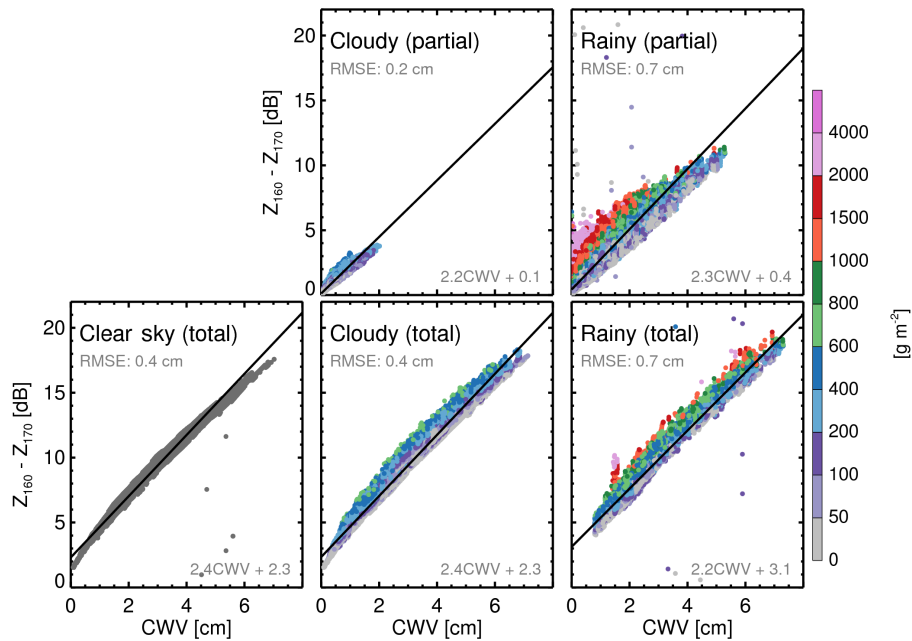 20
15
10
5
0
Z160 - Z170 [dB]
Cloudy (partial)
RMSE: 0.2 cm
2.2CWV + 0.1
Rainy (partial)
RMSE: 0.7 cm
2.3CWV + 0.4
4000
2000
1500
1000
800
600
400
200
100
50
0
[g m-2]
20
15
10
5
0
Z160 - Z170 [dB]
Clear sky (total)
RMSE: 0.4 cm
2.4CWV + 2.3
Cloudy (total)
RMSE: 0.4 cm
2.4CWV + 2.3
Rainy (total)
RMSE: 0.7 cm
2.2CWV + 3.1
0 2 4 6
0 2 4 6
0 2 4 6 8
CWV [cm]
CWV [cm]
CWV [cm]